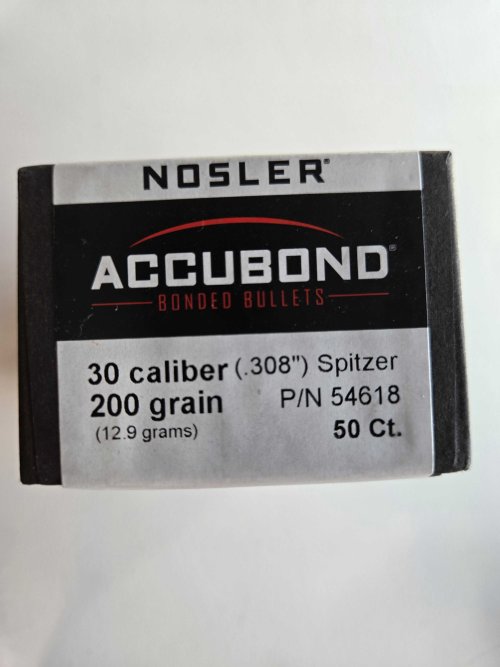 NOSLER®
ACCUBOND®
BONDED BULLETS
30 caliber (.308") Spitzer
200 grain P/N 54618
(12.9 grams) 50 Ct.